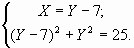 X = Y − 7;
(Y − 7)² + Y² = 25.